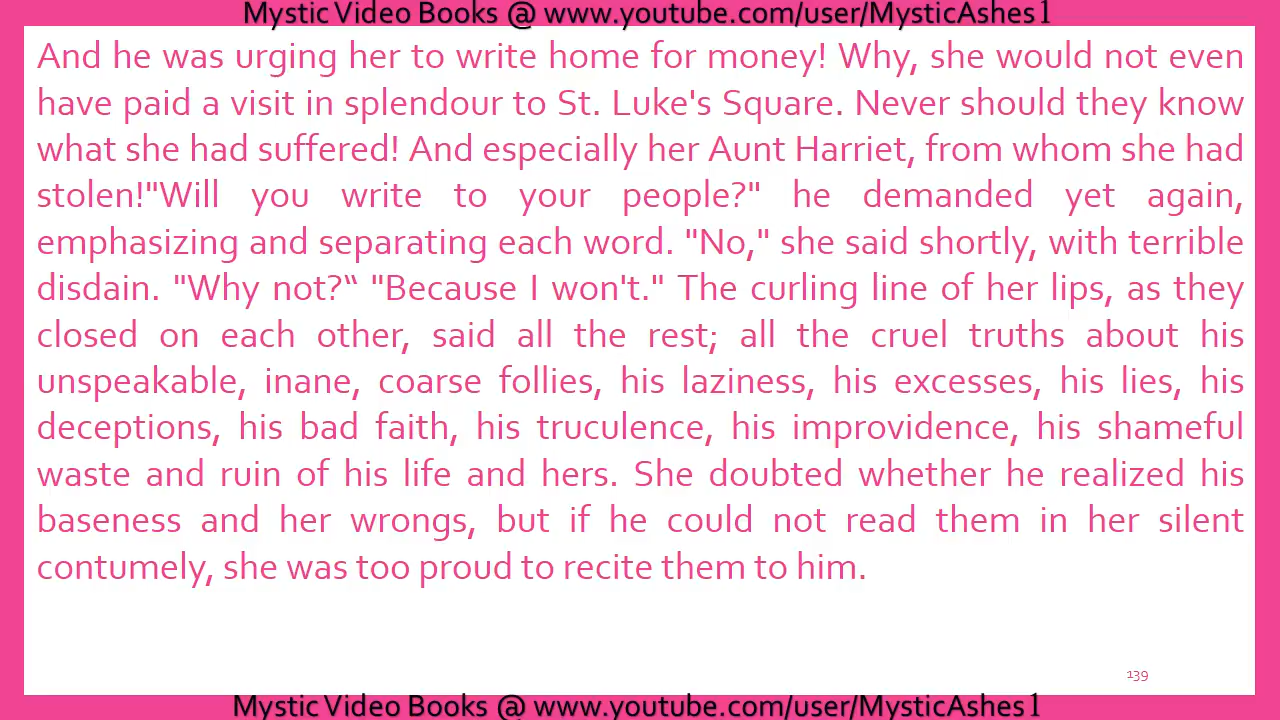 Mystic Video Books @ www.youtube.com/user/MysticAshes1
And he was urging her to write home for money! Why, she would not even
have paid a visit in splendour to St. Luke's Square. Never should they know
what she had suffered! And especially her Aunt Harriet, from whom she had
stolen!"Will you write to your people?" he demanded yet again,
emphasizing and separating each word. "No," she said shortly, with terrible
disdain. "Why not?“ "Because I won't." The curling line of her lips, as they
closed on each other, said all the rest; all the cruel truths about his
unspeakable, inane, coarse follies, his laziness, his excesses, his lies, his
deceptions, his bad faith, his truculence, his improvidence, his shameful
waste and ruin of his life and hers. She doubted whether he realized his
baseness and her wrongs, but if he could not read them in her silent
contumely, she was too proud to recite them to him.
139
Mystic Video Books @ www.youtube.com/user/MysticAshes1